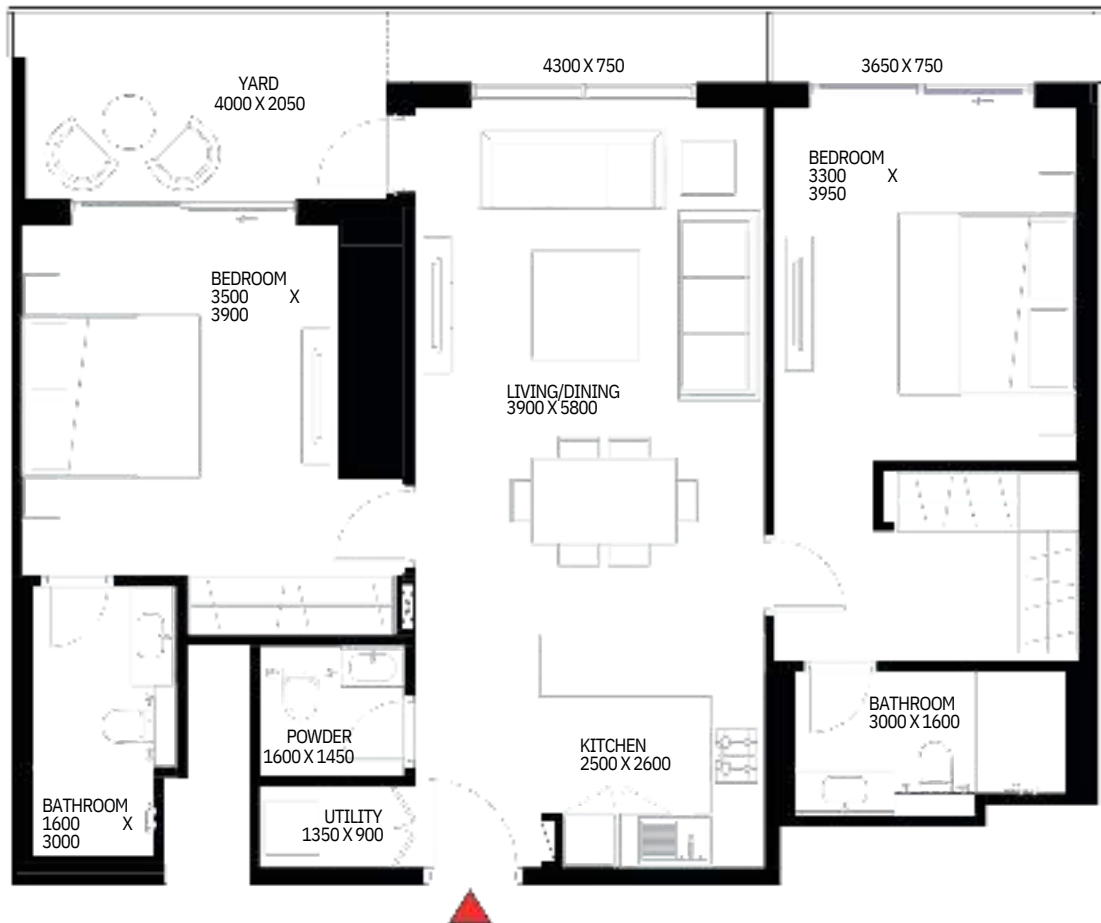 YARD
4000 X 2050
4300 X 750
3650 X 750
BEDROOM
3300 X
3950
BEDROOM
3500 X
3900
LIVING/DINING
3900 X 5800
BATHROOM
3000 X 1600
POWDER
1600 X 1450
KITCHEN
2500 X 2600
BATHROOM
1600 X
3000
UTILITY
1350 X 900